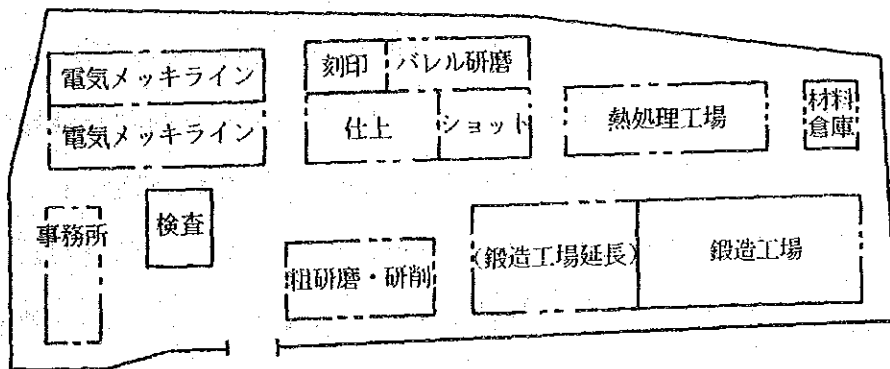 電気メッキライン
電気メッキライン
刻印
バレル研磨
仕上
ショット
熱処理工場
材料
倉庫
事務所
検査
粗研磨・研削
(鍛造工場延長)
鍛造工場